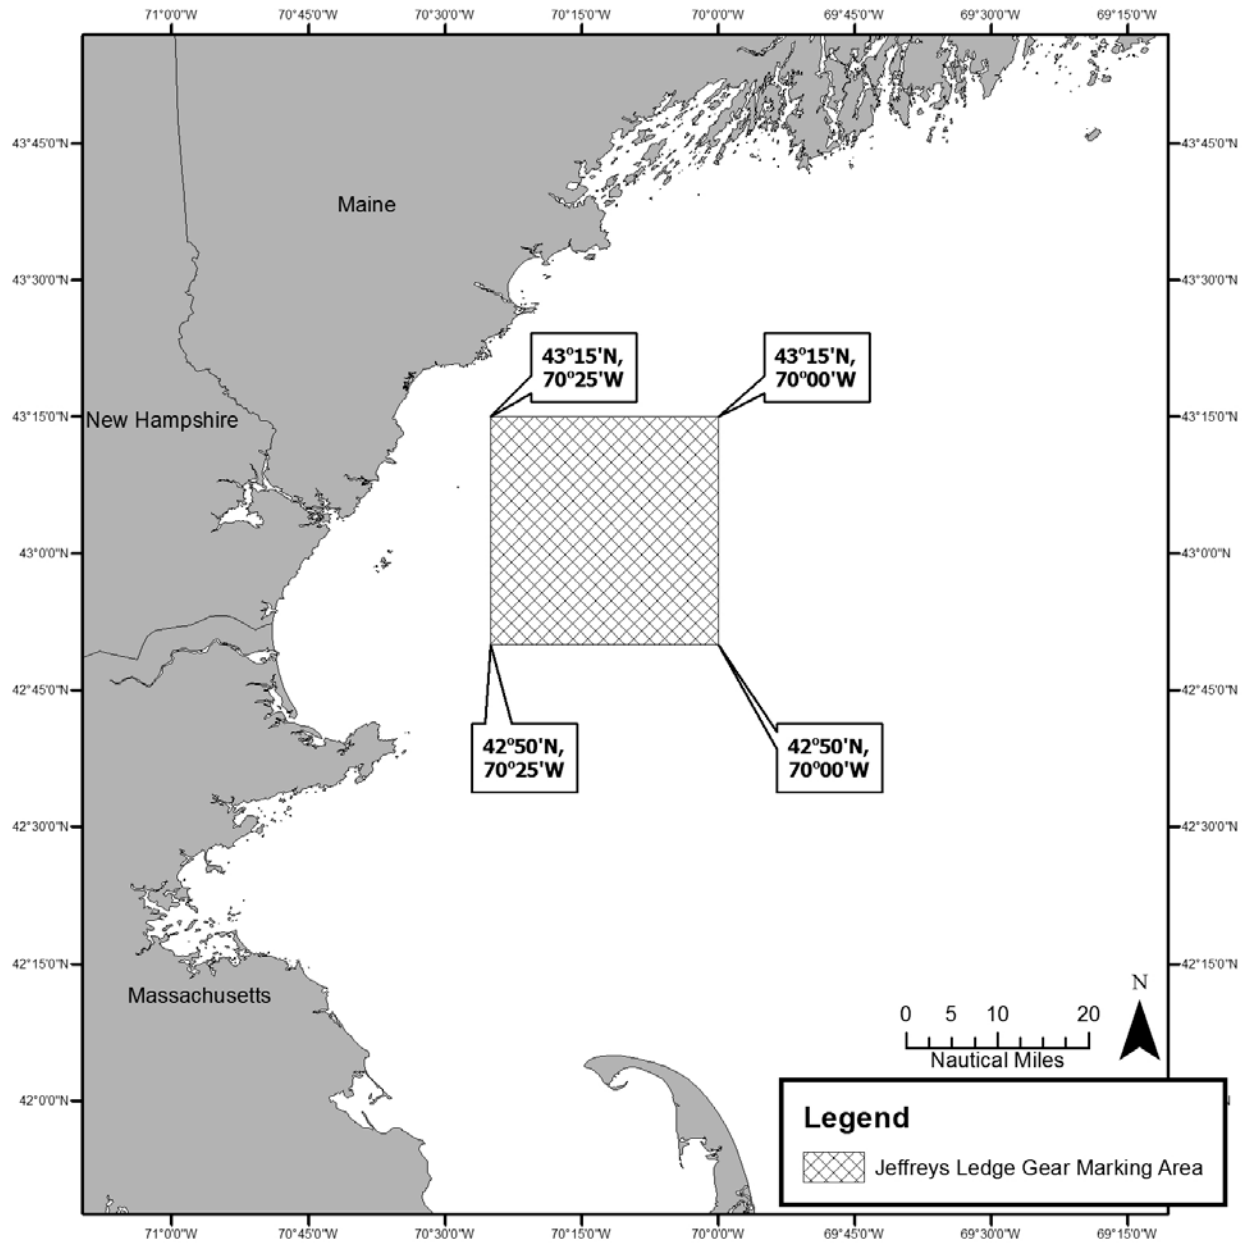 71°0'0"W 70°45'0"W 70°30'0"W 70°15'0"W 70°0'0"W 69°45'0"W 69°30'0"W 69°15'0"W
43°45'0"N 43°45'0"N
Maine
43°30'0"N 43°30'0"N
43°15'N,
70°25'W
43°15'N,
70°00'W
43°15'0"N 43°15'0"N
New Hampshire
43°0'0"N 43°0'0"N
42°45'0"N 42°45'0"N
42°50'N,
70°25'W
42°50'N,
70°00'W
42°30'0"N 42°30'0"N
42°15'0"N 42°15'0"N
Massachusetts
N
0 5 10 20
Nautical Miles
42°0'0"N
Legend
Jeffreys Ledge Gear Marking Area
71°0'0"W 70°45'0"W 70°30'0"W 70°15'0"W 70°0'0"W 69°45'0"W 69°30'0"W 69°15'0"W